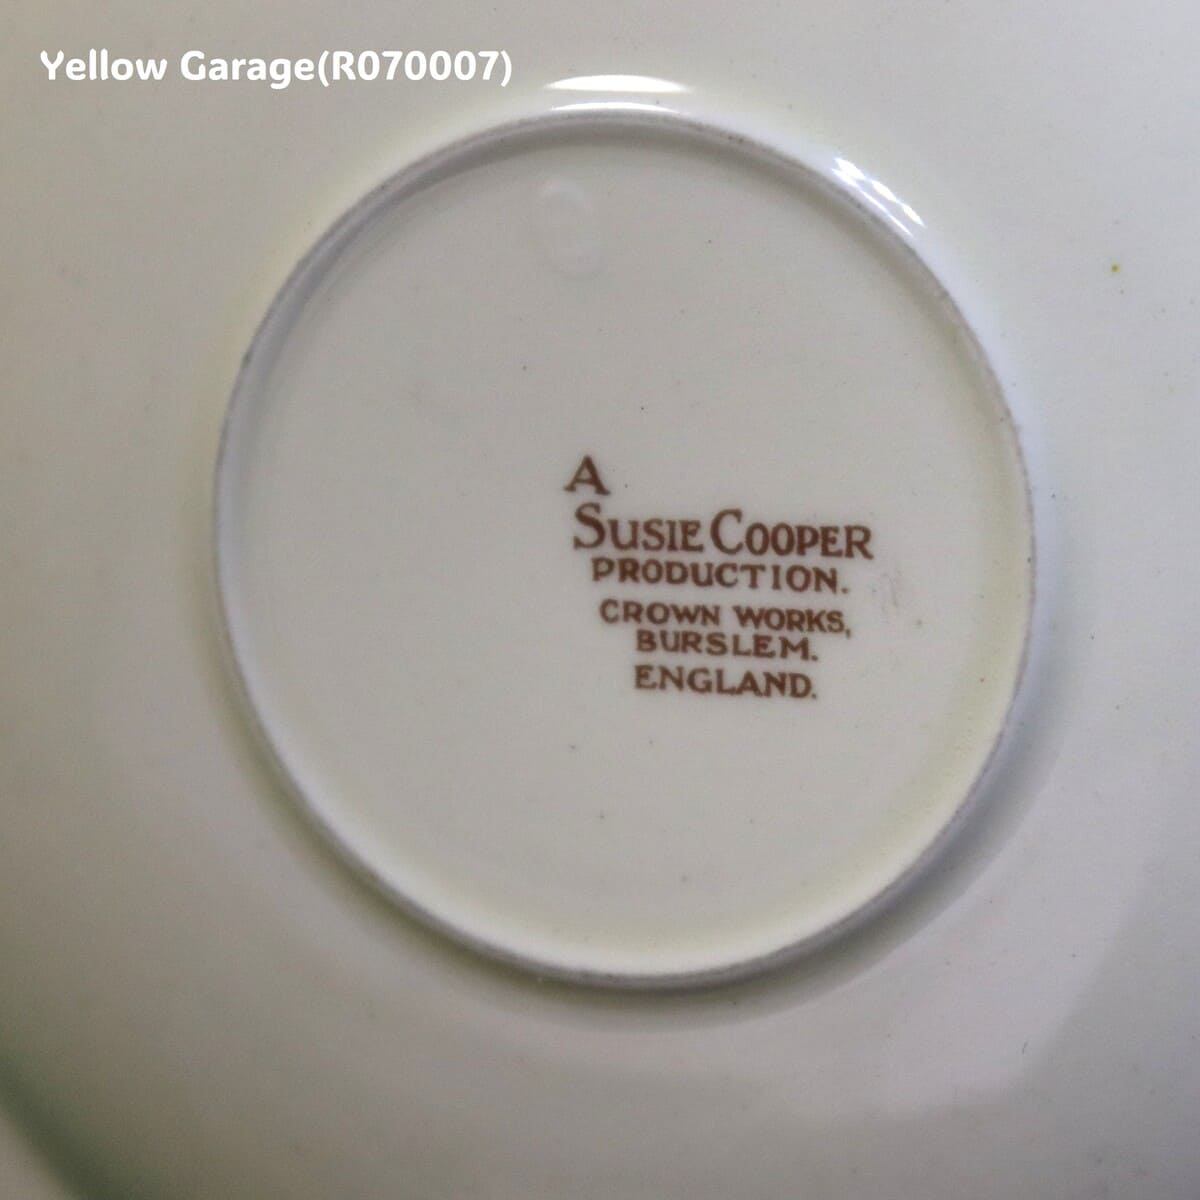 Yellow Garage(R070007)
A
SUSIE COOPER
PRODUCTION.
CROWN WORKS,
BURSLEM.
ENGLAND.